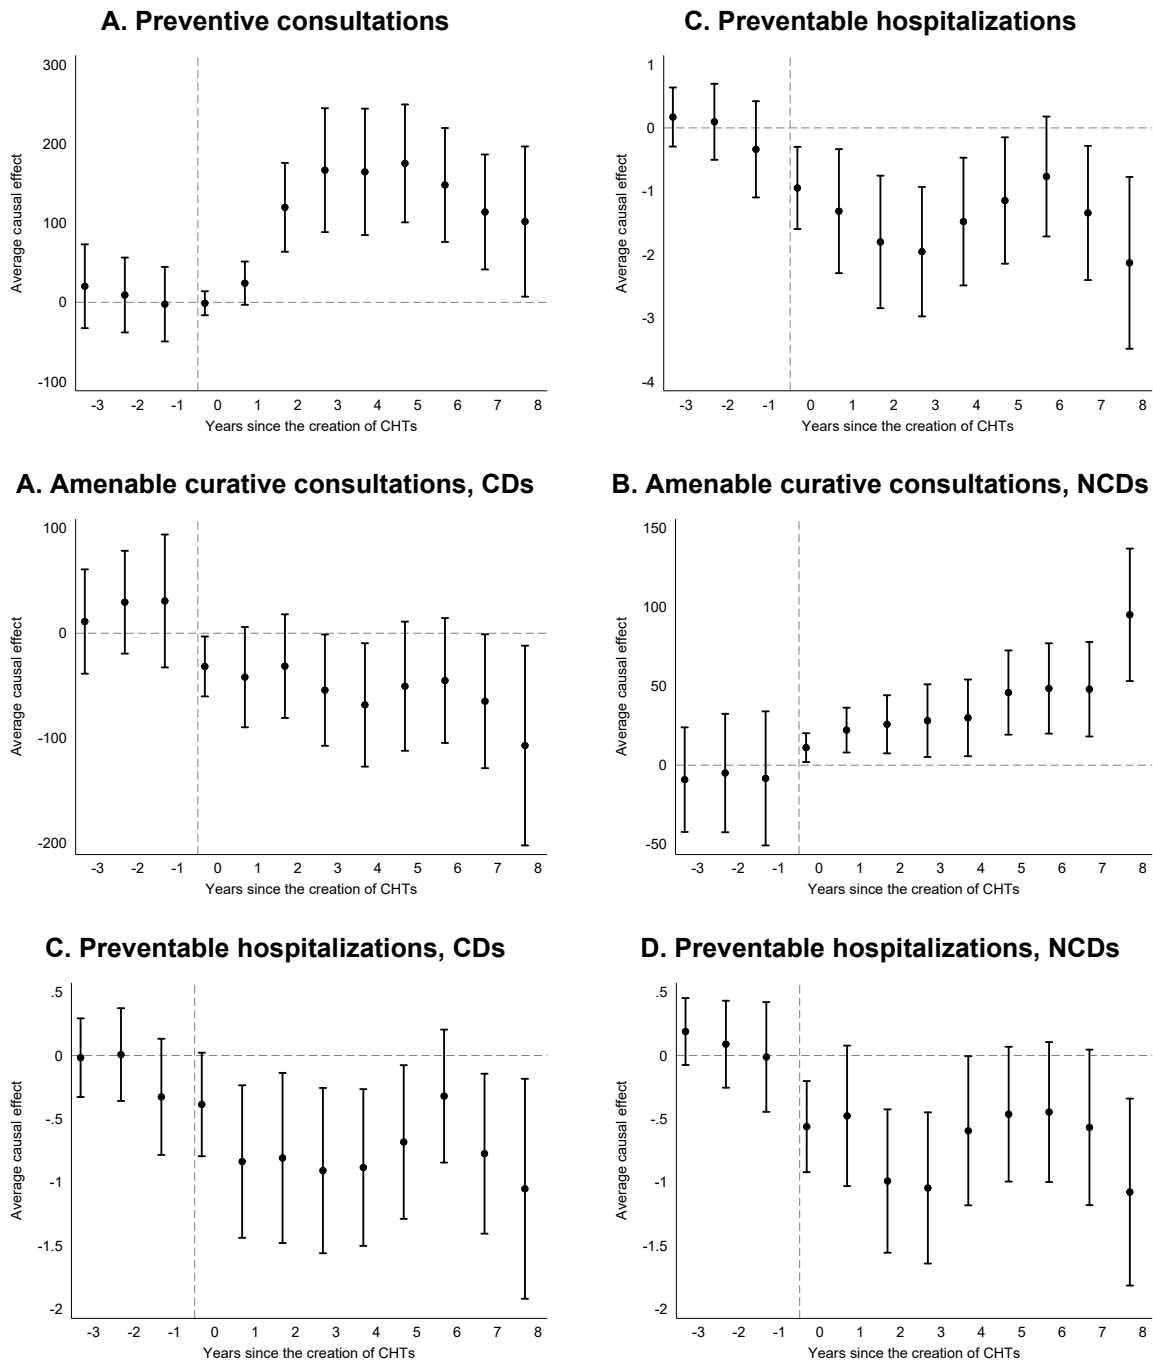 A. Preventive consultations
300
200
100
0
-100
Average causal effect
-3 -2 -1 0 1 2 3 4 5 6 7 8
Years since the creation of CHTs
C. Preventable hospitalizations
1
0
-1
-2
-3
-4
Average causal effect
-3 -2 -1 0 1 2 3 4 5 6 7 8
Years since the creation of CHTs
A. Amenable curative consultations, CDs
100
0
-100
-200
Average causal effect
-3 -2 -1 0 1 2 3 4 5 6 7 8
Years since the creation of CHTs
B. Amenable curative consultations, NCDs
150
100
50
0
-50
Average causal effect
-3 -2 -1 0 1 2 3 4 5 6 7 8
Years since the creation of CHTs
C. Preventable hospitalizations, CDs
.5
0
-.5
-1
-1.5
-2
Average causal effect
-3 -2 -1 0 1 2 3 4 5 6 7 8
Years since the creation of CHTs
D. Preventable hospitalizations, NCDs
.5
0
-.5
-1
-1.5
-2
Average causal effect
-3 -2 -1 0 1 2 3 4 5 6 7 8
Years since the creation of CHTs